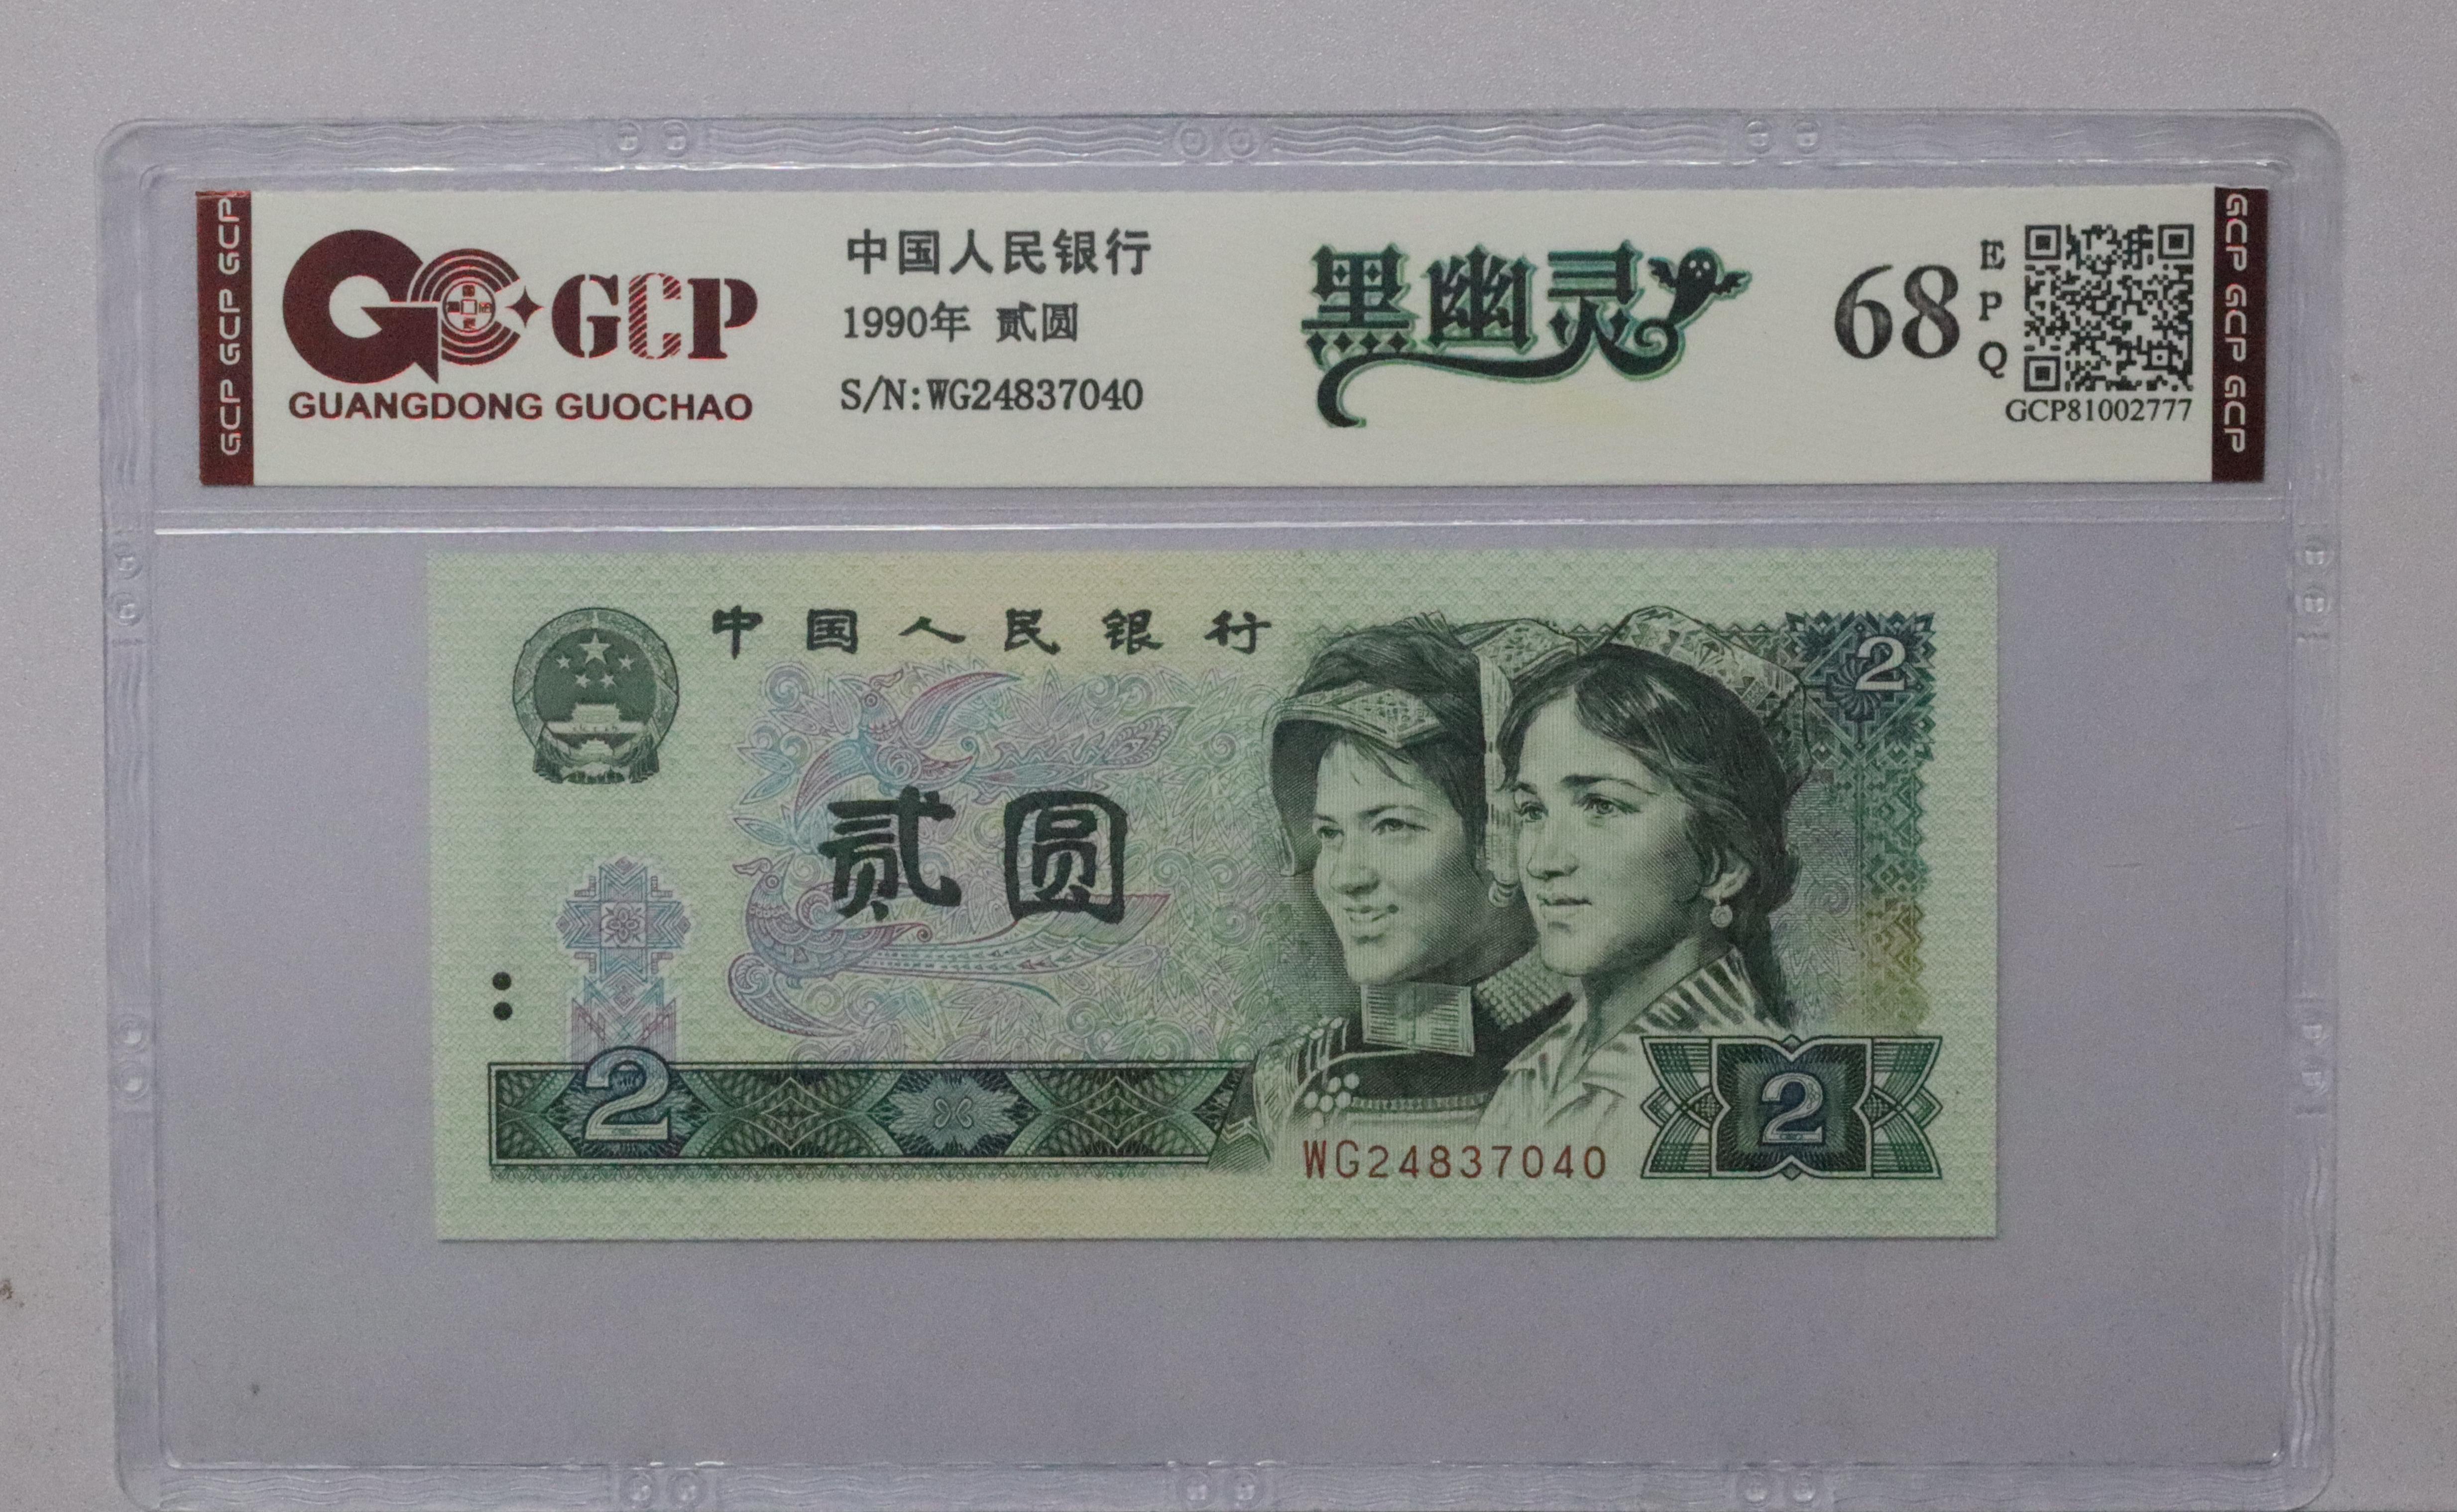 GCP GCP GCP
GCP
GUANGDONG GUOCHAO
中国人民银行
1990年 贰圆
S/N:WG24837040
黑幽灵
68
EPQ
GCP81002777
GCP GCP GCP
中国人民银行
2
贰圆
2
WG24837040
2